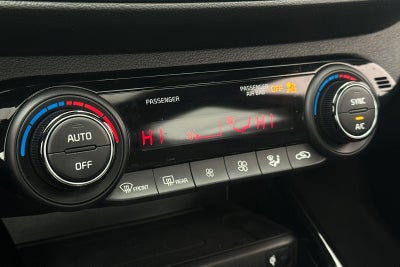 PASSENGER
PASSENGER
AIR BAG
OFF
SYNC
A/C
AUTO
OFF
HI
HI
FRONT
REAR